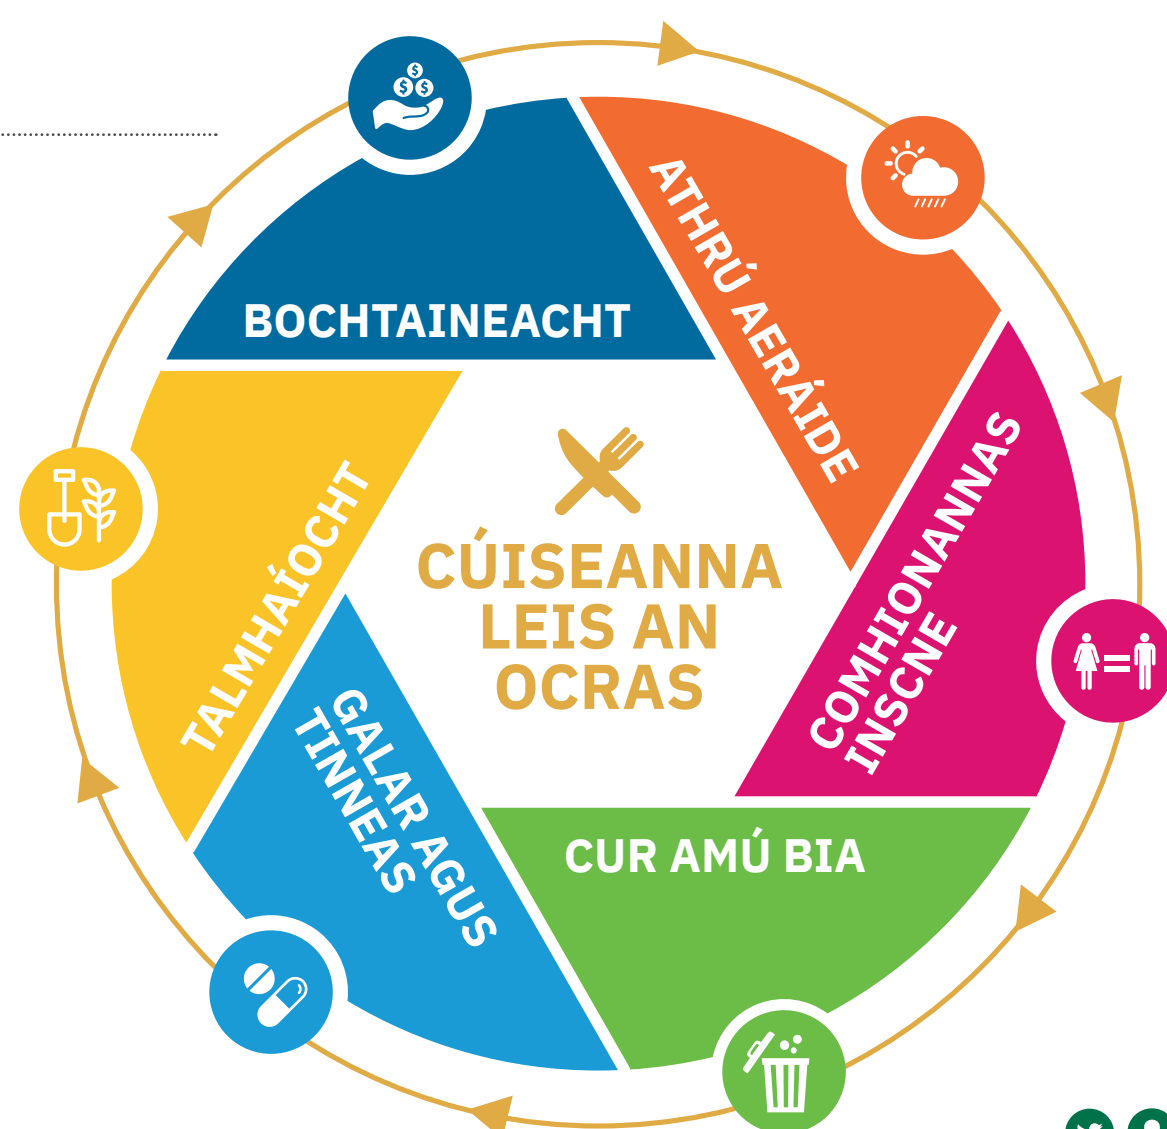 BOCHTAINEACHT
ATHRÚ AERÁIDE
COMHIONANNAS
INSCNE
CUR AMÚ BIA
GALAR AGUS
TINNEAS
TALMHAÍOCHT
CÚISEANNA
LEIS AN
OCRAS